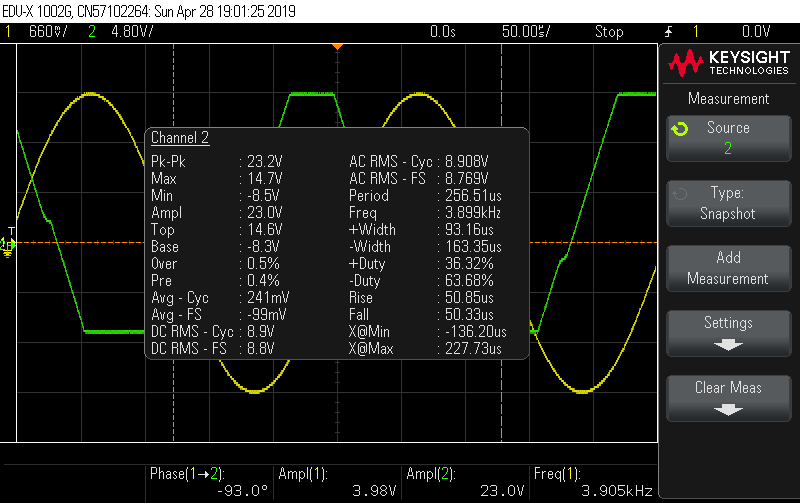 EDU-X 1002G, CN57102264: Sun Apr 28 19:01:25 2019
1 660℧/ 2 4.80V/ 0.0s 50.00℧/ Stop 1 0.0V
KEYSIGHT
TECHNOLOGIES
Measurement
Source
2
Type:
Snapshot
Add
Measurement
Settings
Clear Meas
T
Channel 2
Pk-Pk : 23.2V AC RMS - Cyc : 8.908V
Max : 14.7V AC RMS - FS : 8.769V
Min : -8.5V Period : 256.51us
Ampl : 23.0V Freq : 3.899kHz
Top : 14.6V +Width : 93.16us
Base : -8.3V -Width : 163.35us
Over : 0.5% +Duty : 36.32%
Pre : 0.4% -Duty : 63.68%
Avg - Cyc : 241mV Rise : 50.85us
Avg - FS : -99mV Fall : 50.33us
DC RMS - Cyc : 8.9V X@Min : -136.20us
DC RMS - FS : 8.8V X@Max : 227.73us
Phase(1→2): Ampl(1): Ampl(2): Freq(1):
-93.0° 3.98V 23.0V 3.905kHz